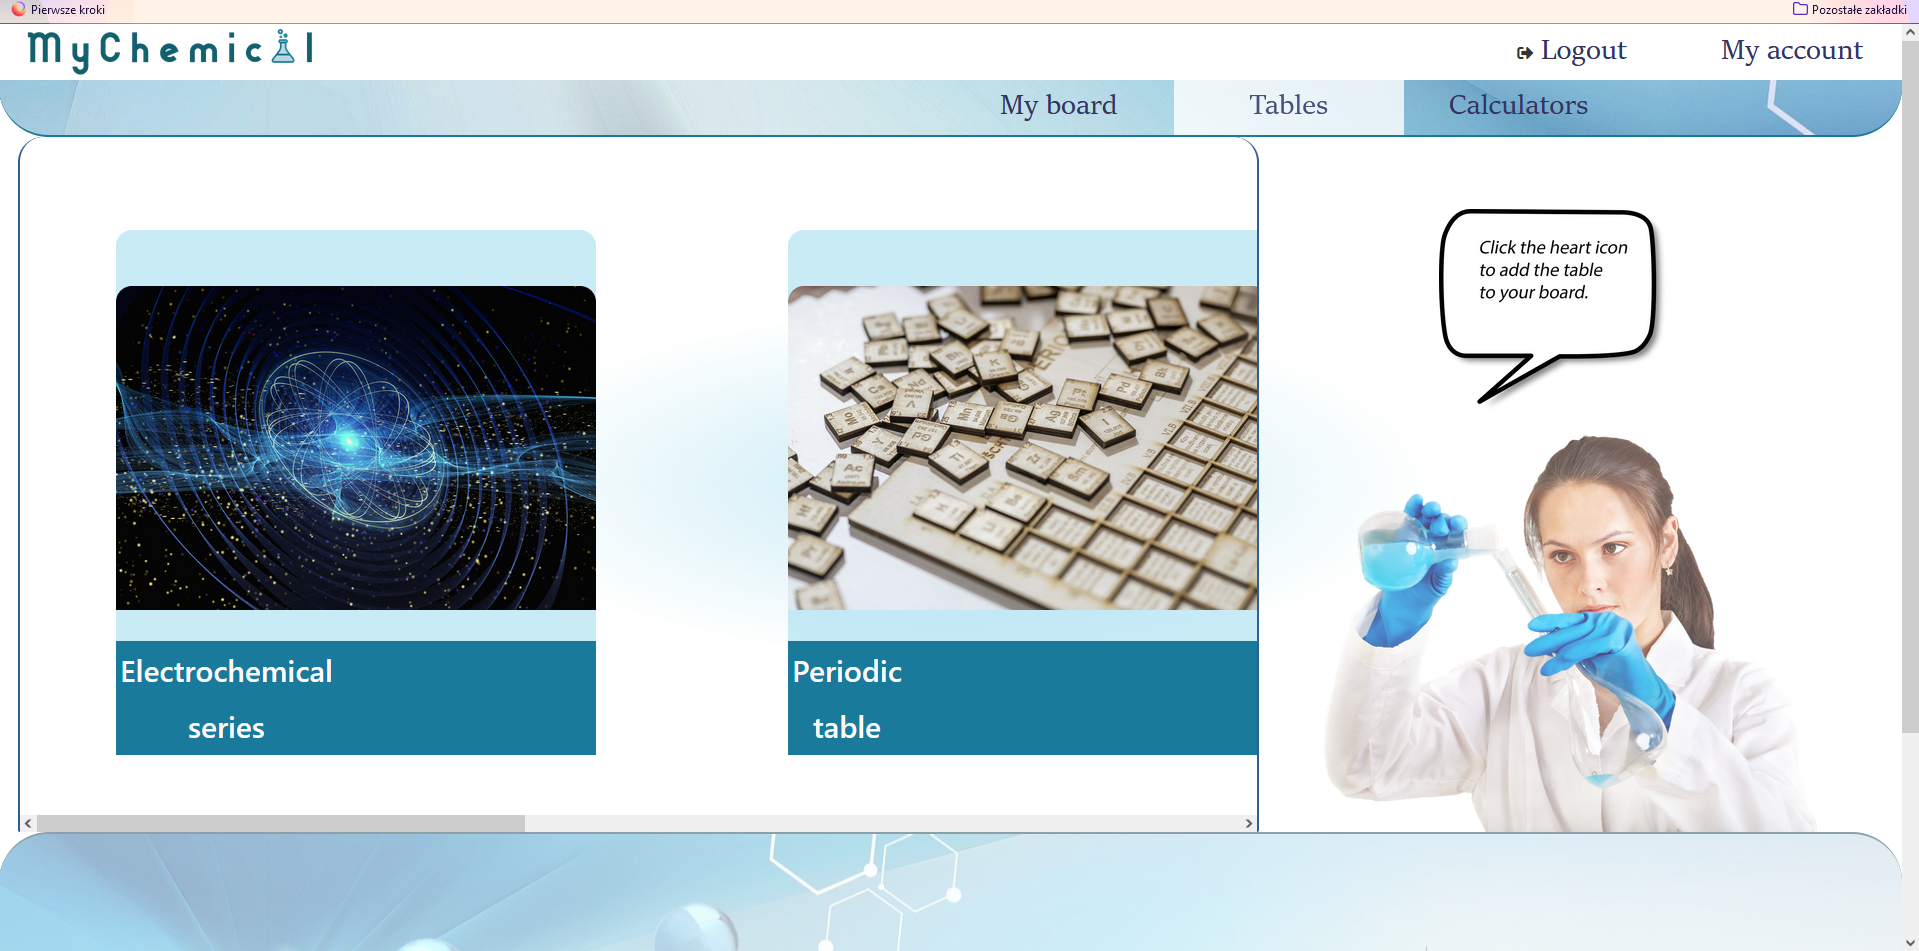 Pierwsze kroki
Pozostałe zakładki
MyChemical
Logout
My account
My board
Tables
Calculators
Click the heart icon
to add the table
to your board.
Electrochemical
series
Periodic
table